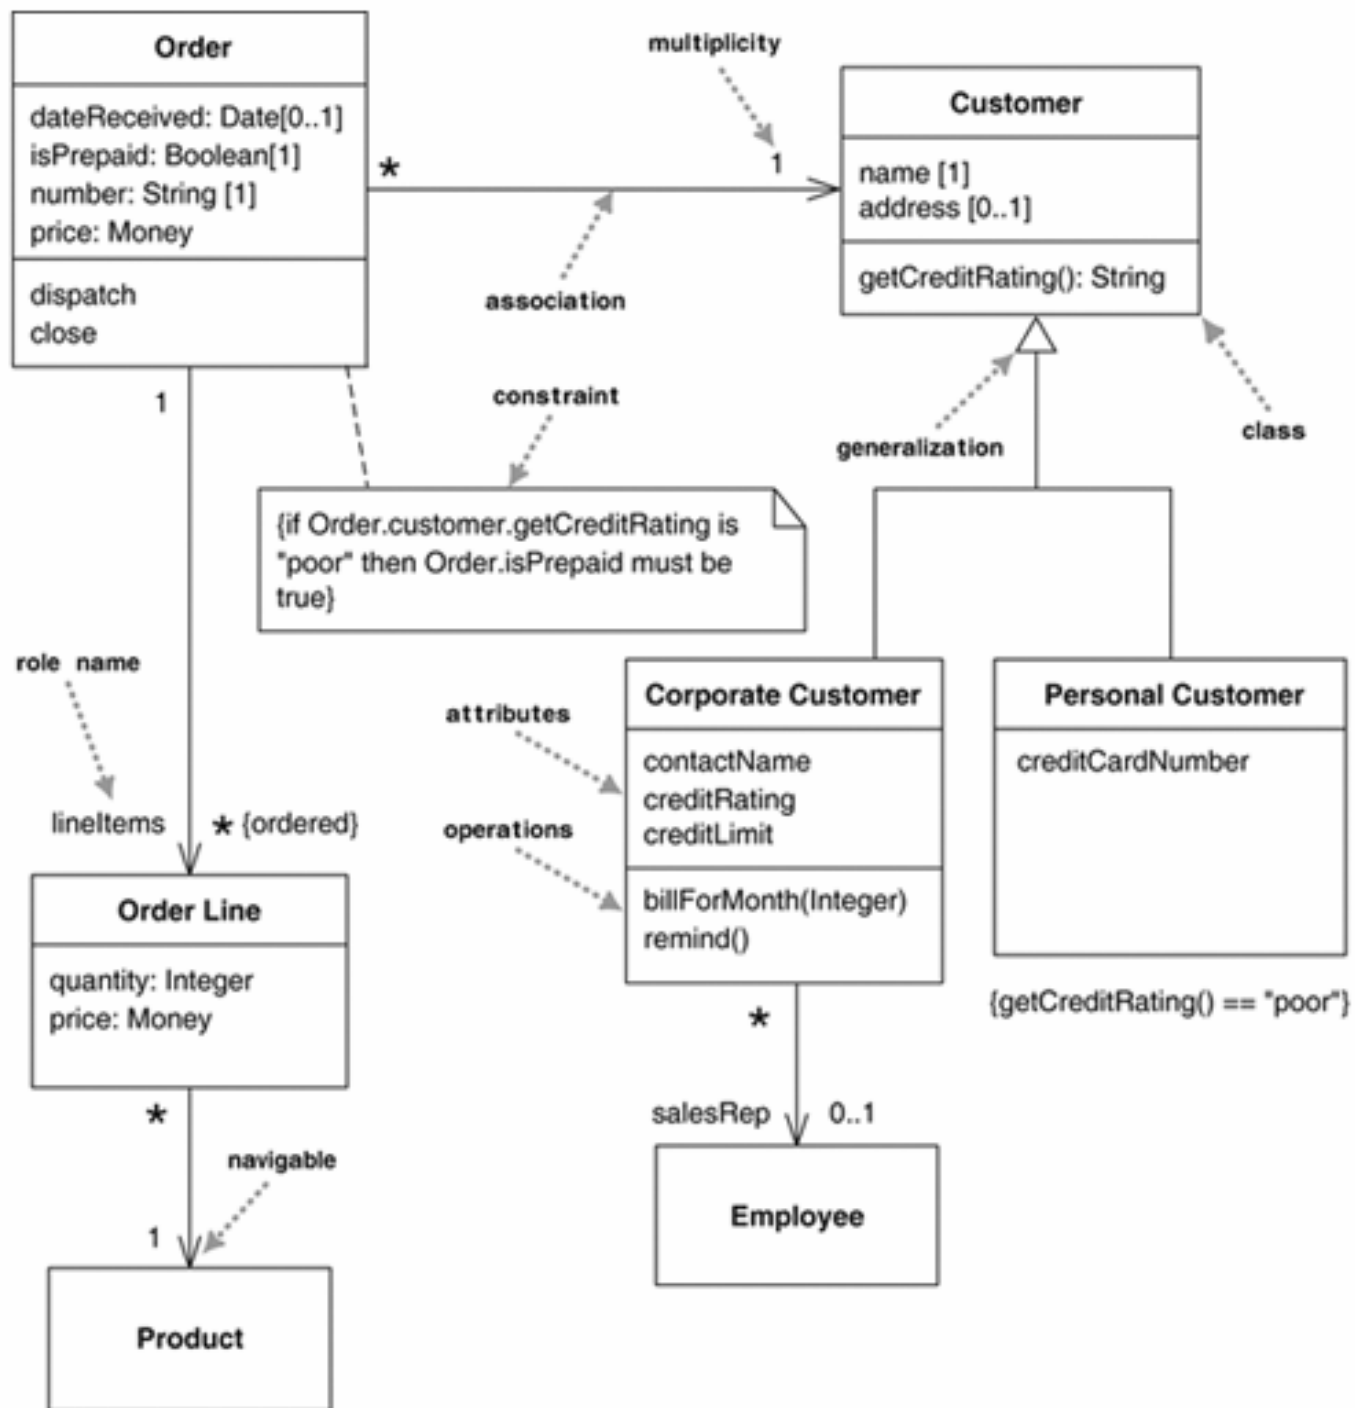 Order
dateReceived: Date[0..1]
isPrepaid: Boolean[1]
number: String [1]
price: Money
dispatch
close
multiplicity
*
1
association
Customer
name [1]
address [0..1]
getCreditRating(): String
generalization
class
1
constraint
{if Order.customer.getCreditRating is
"poor" then Order.isPrepaid must be
true}
role name
lineItems
* {ordered}
Order Line
quantity: Integer
price: Money
*
navigable
1
Product
attributes
operations
Corporate Customer
contactName
creditRating
creditLimit
billForMonth(Integer)
remind()
*
salesRep
0..1
Employee
Personal Customer
creditCardNumber
{getCreditRating() == "poor"}